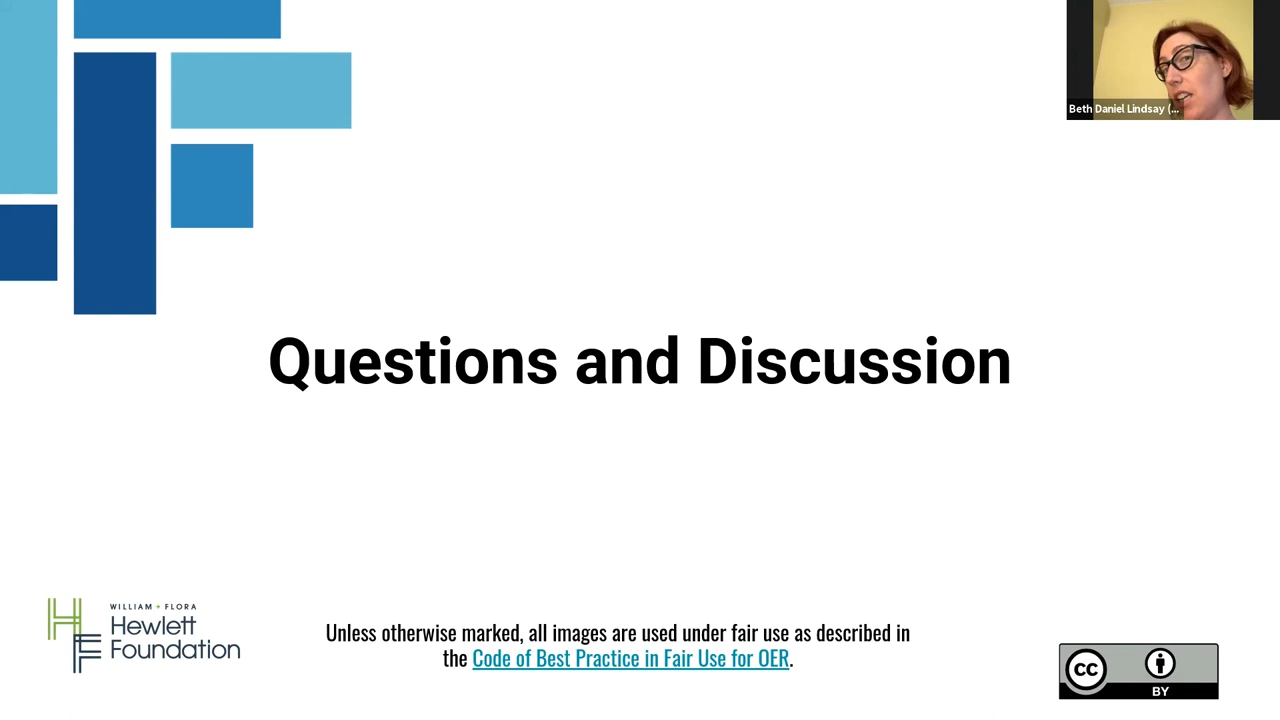 Beth Daniel Lindsay (...
Questions and Discussion
WILLIAM + FLORA
Hewlett
Foundation
Unless otherwise marked, all images are used under fair use as described in
the Code of Best Practice in Fair Use for OER.
CC
BY